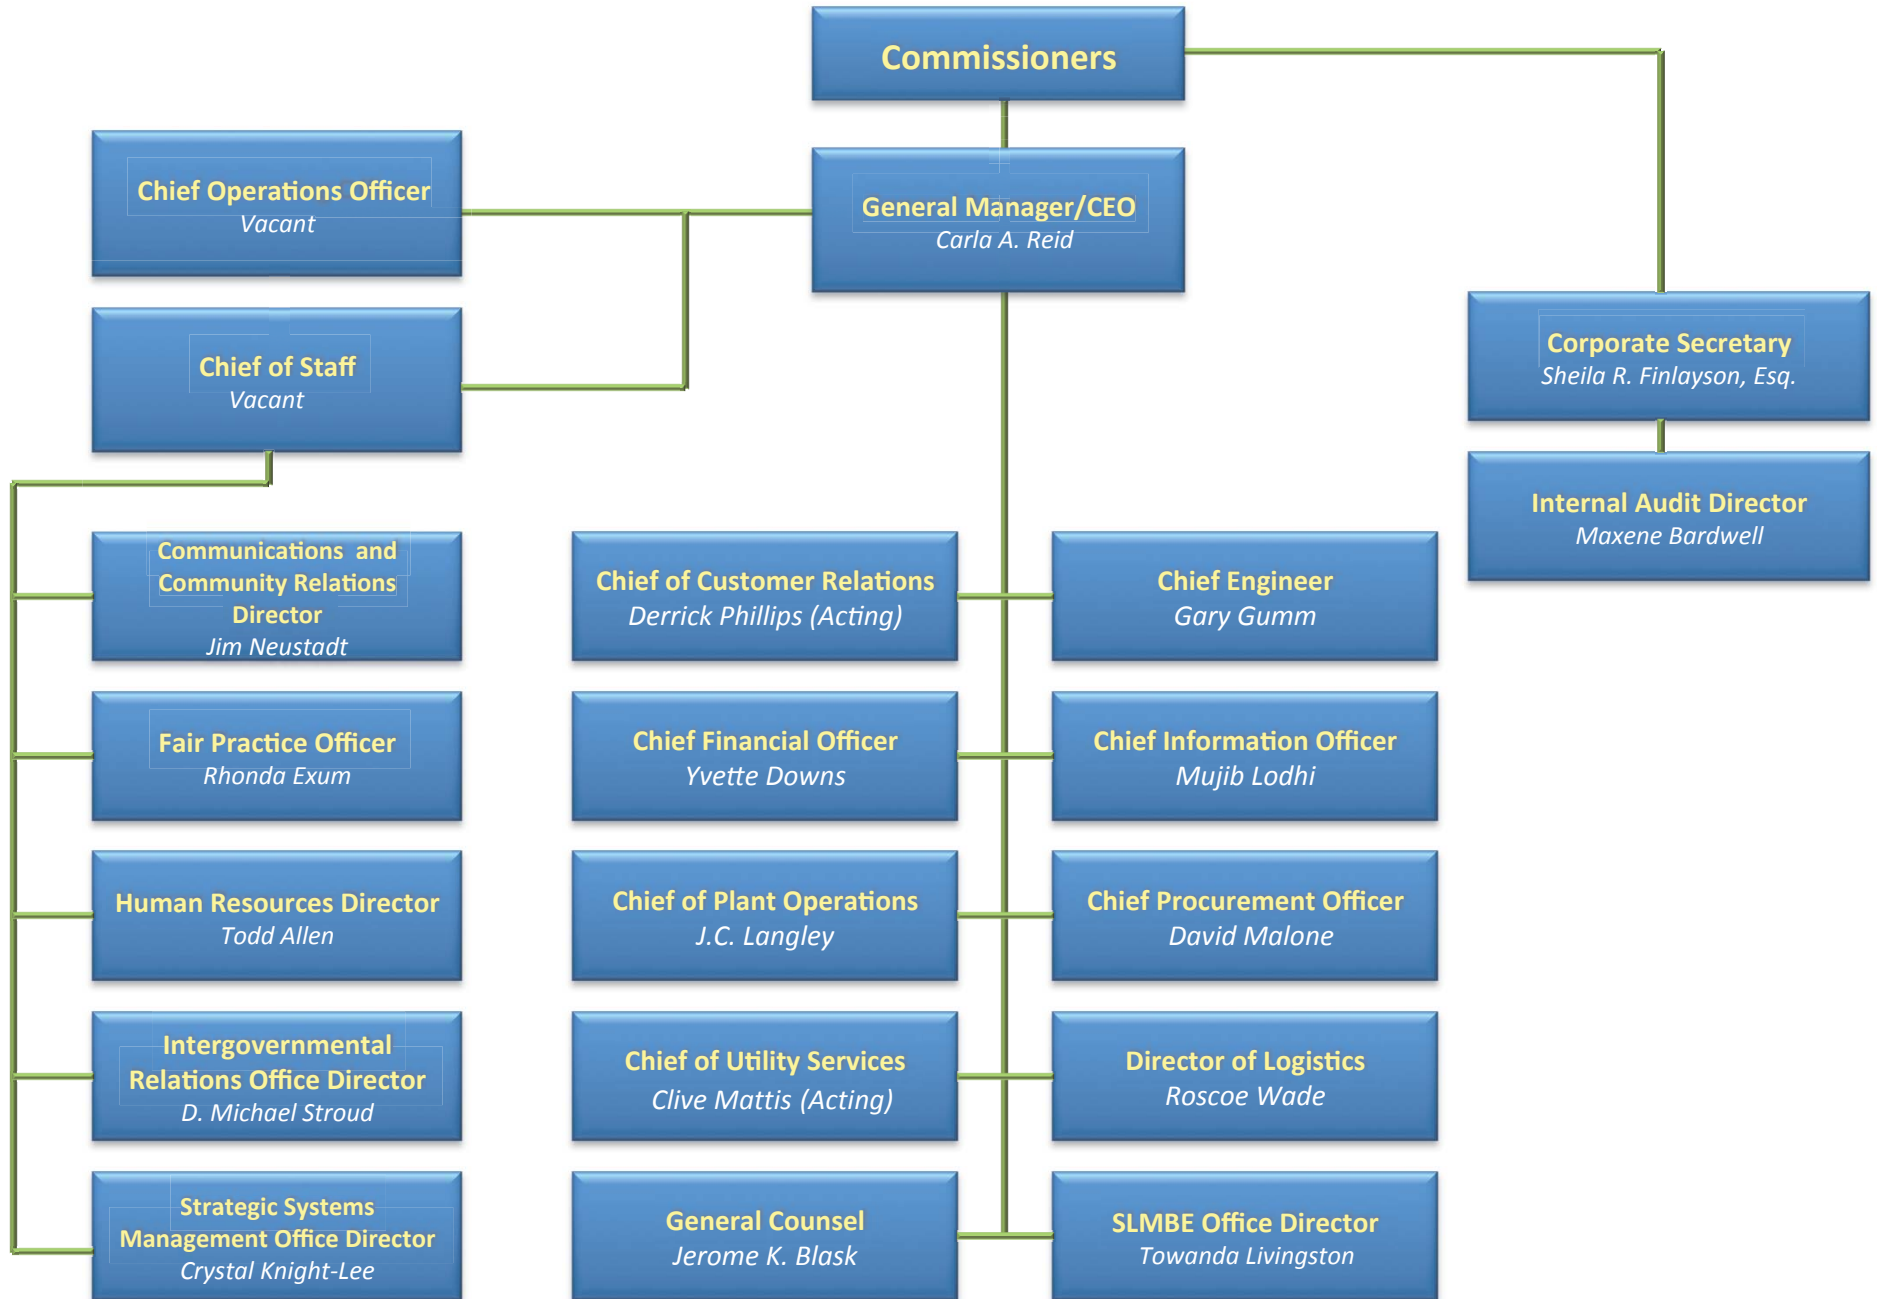 Commissioners
Chief Operations Officer
Vacant
General Manager/CEO
Carla A. Reid
Chief of Staff
Vacant
Corporate Secretary
Sheila R. Finlayson, Esq.
Internal Audit Director
Maxene Bardwell
Communications and
Community Relations
Director
Jim Neustadt
Chief of Customer Relations
Derrick Phillips (Acting)
Chief Engineer
Gary Gumm
Fair Practice Officer
Rhonda Exum
Chief Financial Officer
Yvette Downs
Chief Information Officer
Mujib Lodhi
Human Resources Director
Todd Allen
Chief of Plant Operations
J.C. Langley
Chief Procurement Officer
David Malone
Intergovernmental
Relations Office Director
D. Michael Stroud
Chief of Utility Services
Clive Mattis (Acting)
Director of Logistics
Roscoe Wade
Strategic Systems
Management Office Director
Crystal Knight-Lee
General Counsel
Jerome K. Blask
SLMBE Office Director
Towanda Livingston